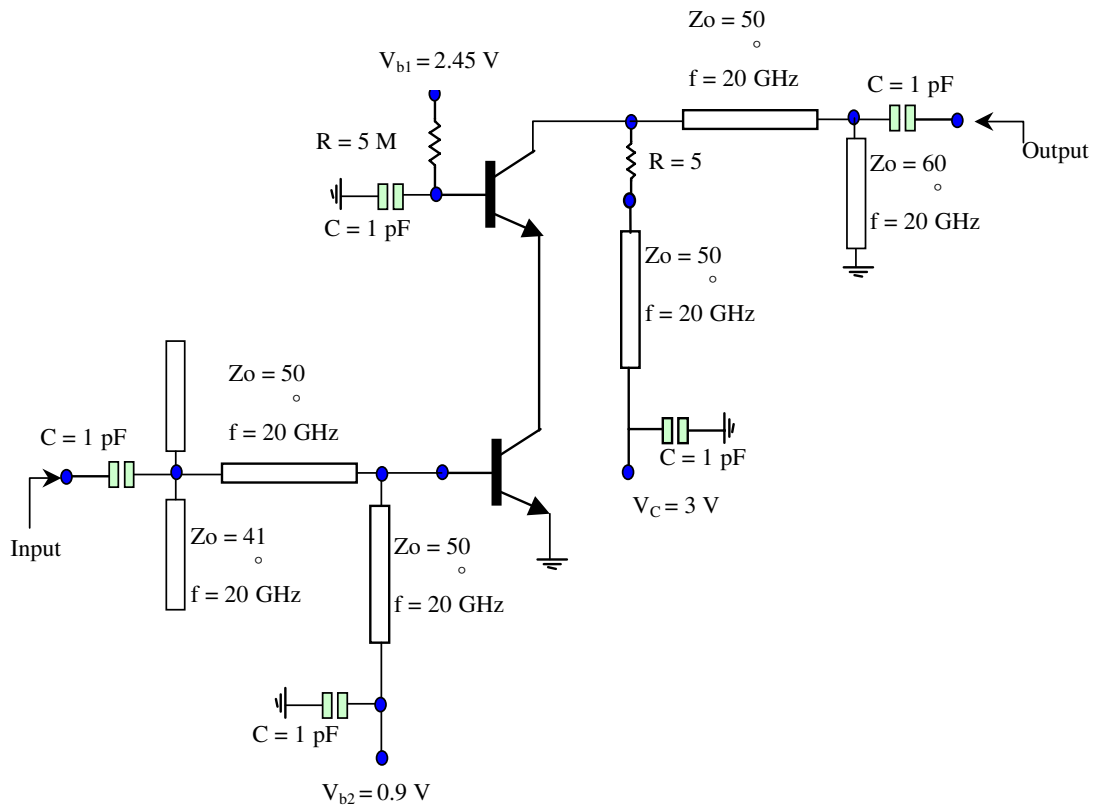 Zo = 50
°
f = 20 GHz
V_b1 = 2.45 V
C = 1 pF
R = 5 M
Output
R = 5
Zo = 60
°
f = 20 GHz
C = 1 pF
Zo = 50
°
f = 20 GHz
Zo = 50
°
f = 20 GHz
C = 1 pF
C = 1 pF
V_C = 3 V
Zo = 41
°
f = 20 GHz
Input
Zo = 50
°
f = 20 GHz
C = 1 pF
V_b2 = 0.9 V